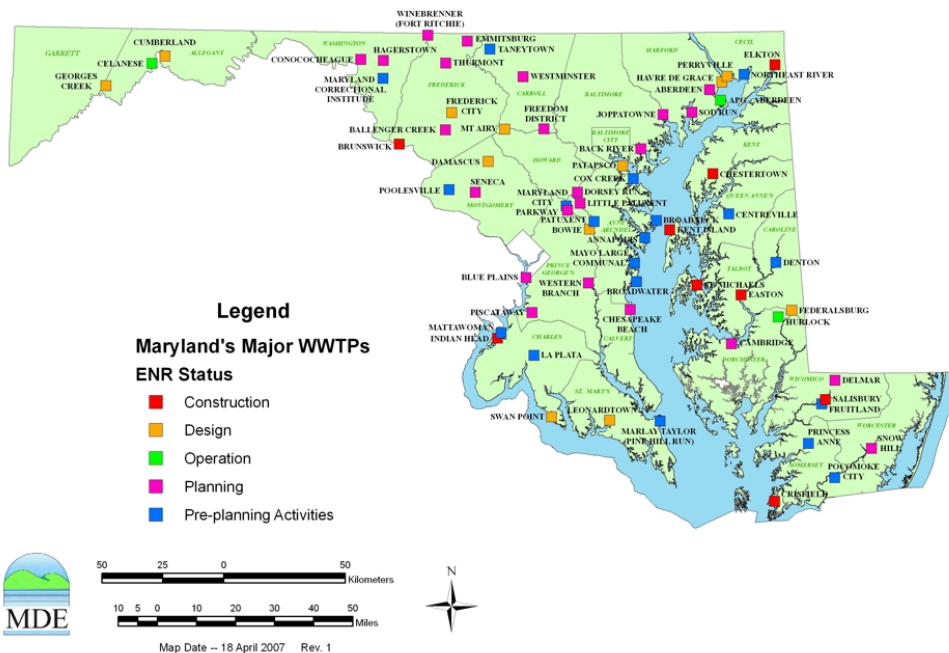 WINEBRENNER
(FORT RITCHIE)
EMMITSBURG
TANEYTOWN
CUMBERLAND
CELANESE
GEORGES
CREEK
GARRETT
ALLEGANY
WASHINGTON
HAGERSTOWN
CONOCOCHEAGUE
MARYLAND
CORRECTIONAL
INSTITUTE
THURMONT
FREDERICK
WESTMINSTER
CARROLL
BALTIMORE
HARFORD
CECIL
ELKTON
PERRYVILLE
NORTHEAST RIVER
HAVRE DE GRACE
ABERDEEN
APG-ABERDEEN
JOPPATOWNE
SOD RUN
FREDERICK
CITY
FREEDOM
DISTRICT
BALLENGER CREEK
MT AIRY
BRUNSWICK
BALTIMORE
CITY
BACK RIVER
PATAPSCO
COX CREEK
KENT
CHESTERTOWN
DAMASCUS
HOWARD
POOLESVILLE
SENECA
MONTGOMERY
MARYLAND
CITY
DORSEY RUN
LITTLE PATUXENT
PARKWAY
PATUXENT
BOWIE
ANNE
ARUNDEL
ANNAPOLIS
BROADNECK
KENT ISLAND
QUEEN ANNE'S
CENTREVILLE
CAROLINE
DENTON
MAYO LARGE
COMMUNAL
BROADWATER
TALBOT
ST. MICHAELS
EASTON
BLUE PLAINS
PRINCE
GEORGE'S
WESTERN
BRANCH
PISCATAWAY
CHESAPEAKE
BEACH
CALVERT
FEDERALSBURG
HURLOCK
CAMBRIDGE
DORCHESTER
MATTAWOMAN
INDIAN HEAD
CHARLES
LA PLATA
ST. MARY'S
SWAN POINT
LEONARDTOWN
MARLAY TAYLOR
(PINE HILL RUN)
WICOMICO
DELMAR
SALISBURY
FRUITLAND
WORCESTER
PRINCESS
ANNE
SNOW
HILL
SOMERSET
POCOMOKE
CITY
CRISFIELD
Legend
Maryland's Major WWTPs
ENR Status
Construction
Design
Operation
Planning
Pre-planning Activities
MDE
50 25 0 50
Kilometers
10 5 0 10 20 30 40 50
Miles
N
Map Date -- 18 April 2007 Rev. 1